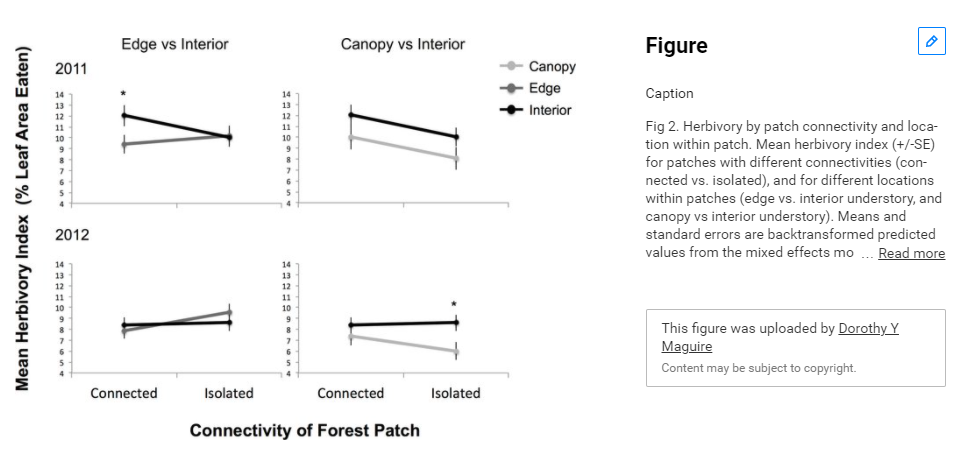 Edge vs Interior
Canopy vs Interior
2011
Canopy
Edge
Interior
*
14
13
12
11
10
9
8
7
6
5
4
14
13
12
11
10
9
8
7
6
5
4
2012
*
14
13
12
11
10
9
8
7
6
5
4
14
13
12
11
10
9
8
7
6
5
4
Connected
Isolated
Connected
Isolated
Connectivity of Forest Patch
Mean Herbivory Index (% Leaf Area Eaten)
Figure
Caption
Fig 2. Herbivory by patch connectivity and loca-
tion within patch. Mean herbivory index (+/-SE)
for patches with different connectivities (con-
nected vs. isolated), and for different locations
within patches (edge vs. interior understory, and
canopy vs interior understory). Means and
standard errors are backtransformed predicted
values from the mixed effects mo ... Read more
This figure was uploaded by Dorothy Y
Maguire
Content may be subject to copyright.